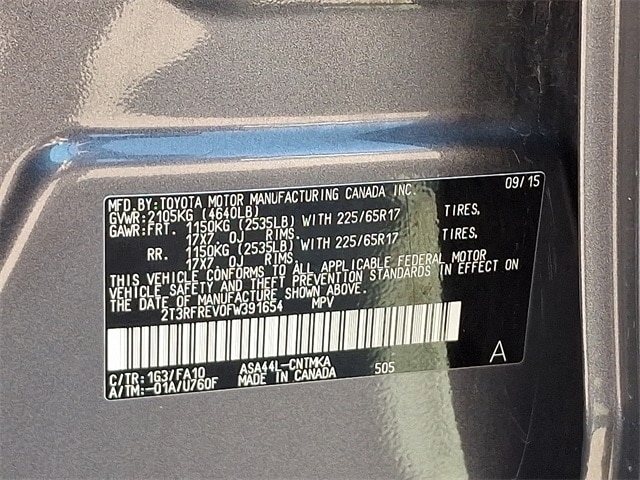 MFD.BY:TOYOTA MOTOR MANUFACTURING CANADA INC. 09/15
GVWR:2105KG (4640LB)
GAWR:FRT. 1150KG (2535LB) WITH 225/65R17 TIRES,
17X7 0J RIMS,
RR. 1150KG (2535LB) WITH 225/65R17 TIRES,
17X7 0J RIMS
THIS VEHICLE CONFORMS TO ALL APPLICABLE FEDERAL MOTOR
VEHICLE SAFETY AND THEFT PREVENTION STANDARDS IN EFFECT ON
THE DATE OF MANUFACTURE SHOWN ABOVE.
2T3RFREV0FW391654 MPV
C/TR:1G3/FA10 ASA44L-CNTMKA 505 A
A/TM:-01A/U760F MADE IN CANADA